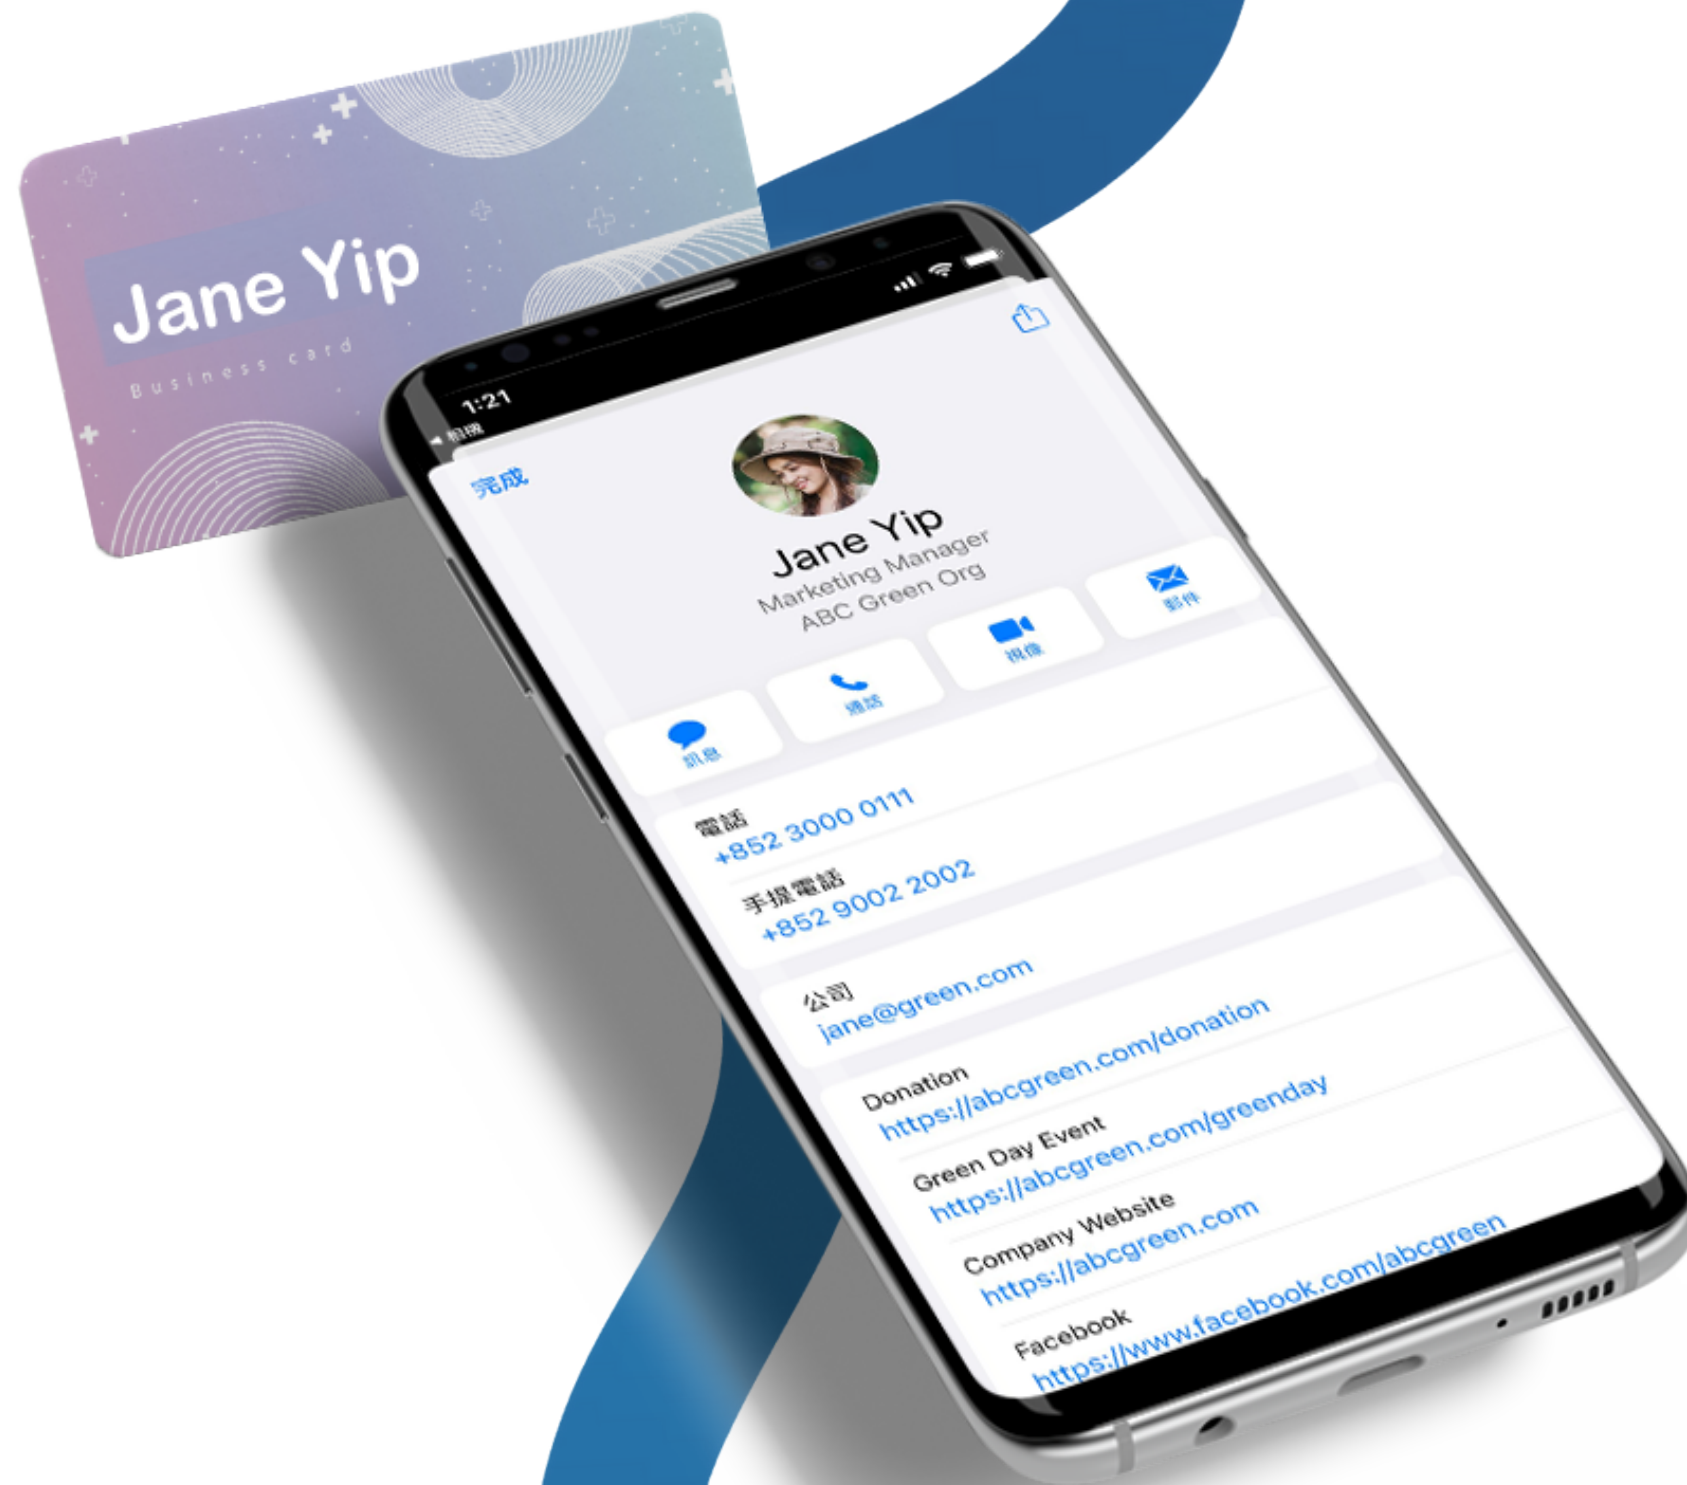 Jane Yip
Business card
1:21
◀ 相機
完成
Jane Yip
Marketing Manager
ABC Green Org
訊息
通話
視像
郵件
電話
+852 3000 0111
手提電話
+852 9002 2002
公司
jane@green.com
Donation
https://abcgreen.com/donation
Green Day Event
https://abcgreen.com/greenday
Company Website
https://abcgreen.com
Facebook
https://www.facebook.com/abcgreen